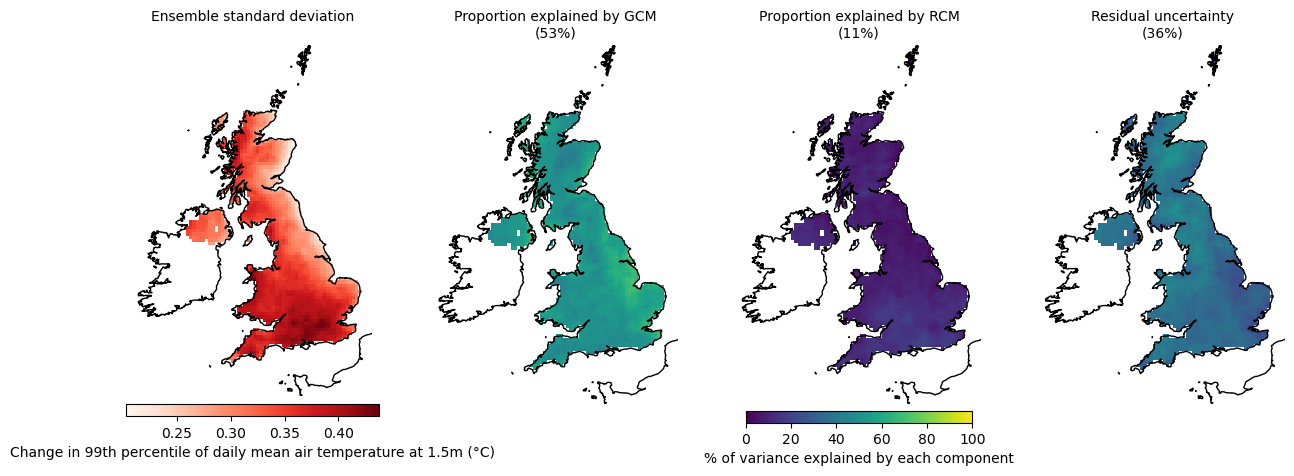 Ensemble standard deviation
Proportion explained by GCM
(53%)
Proportion explained by RCM
(11%)
Residual uncertainty
(36%)
0.25 0.30 0.35 0.40
Change in 99th percentile of daily mean air temperature at 1.5m (°C)
0 20 40 60 80 100
% of variance explained by each component